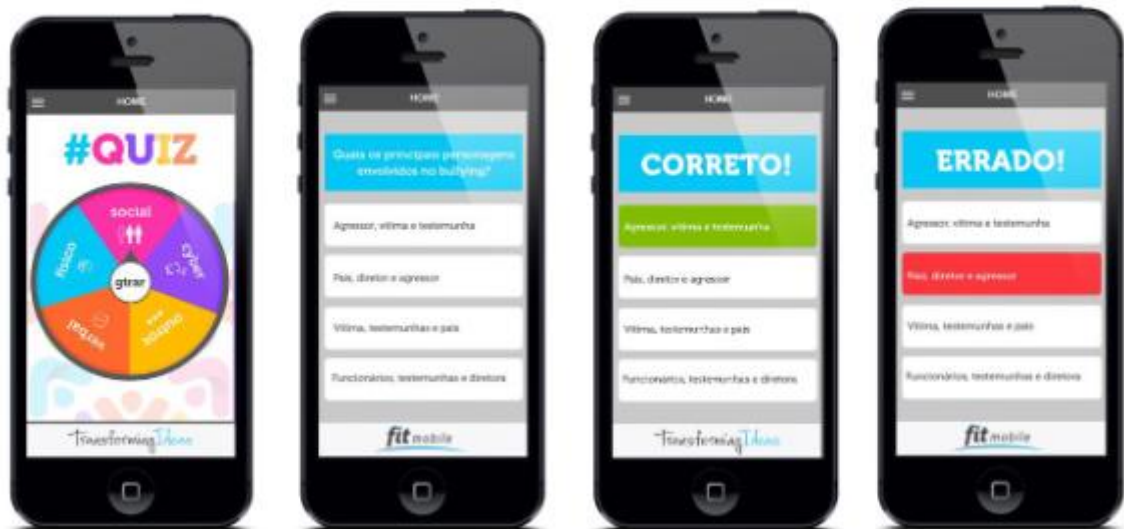 HOME
#QUIZ
social
físico
cyber
gtrar
verbal
outros
Transforming Ideas
HOME
Quais os principais personagens
envolvidos no bullying?
Agressor, vítima e testemunha
Pais, diretor e agressor
Vítima, testemunhas e pais
Funcionários, testemunhas e diretora
fit mobile
HOME
CORRETO!
Agressor, vítima e testemunha
Pais, diretor e agressor
Vítima, testemunhas e pais
Funcionários, testemunhas e diretora
Transforming Ideas
HOME
ERRADO!
Agressor, vítima e testemunha
Pais, diretor e agressor
Vítima, testemunhas e pais
Funcionários, testemunhas e diretora
fit mobile